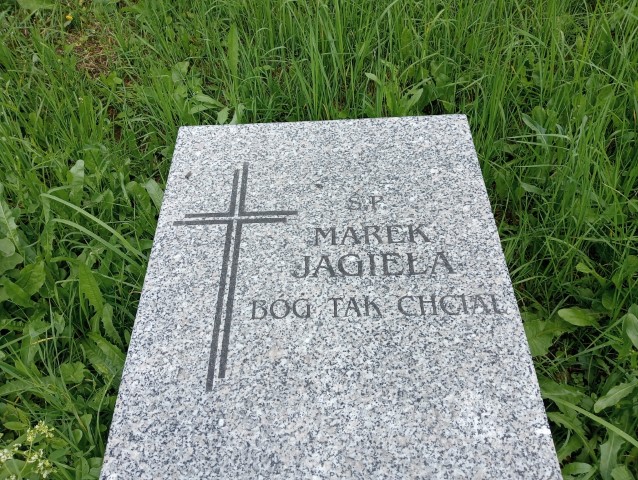 Ś.P.
MAREK
JAGIEŁA
BÓG TAK CHCIAŁ